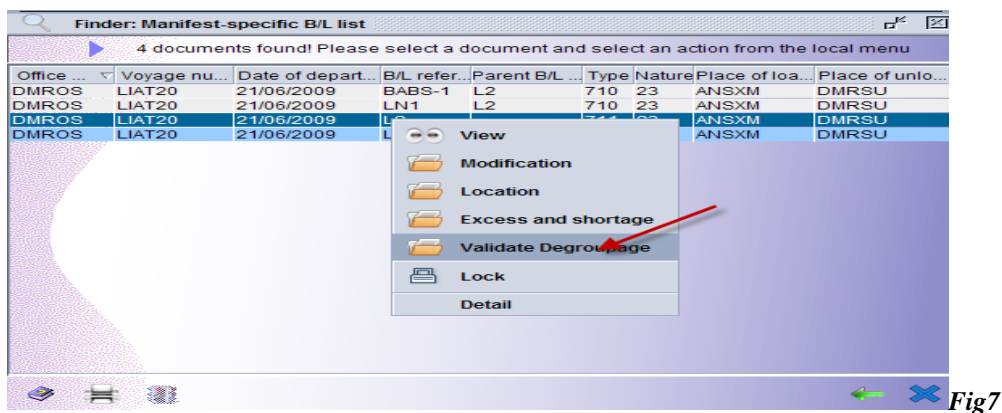 Finder: Manifest-specific B/L list
4 documents found! Please select a document and select an action from the local menu
Office ... Voyage nu... Date of depart... B/L refer... Parent B/L ... Type Nature Place of loa... Place of unlo...
DMROS LIAT20 21/06/2009 BABS-1 L2 710 23 ANSXM DMRSU
DMROS LIAT20 21/06/2009 LN1 L2 710 23 ANSXM DMRSU
DMROS LIAT20 21/06/2009 ANSXM DMRSU
DMROS LIAT20 21/06/2009 ANSXM DMRSU
View
Modification
Location
Excess and shortage
Validate Degroupage
Lock
Detail
Fig7